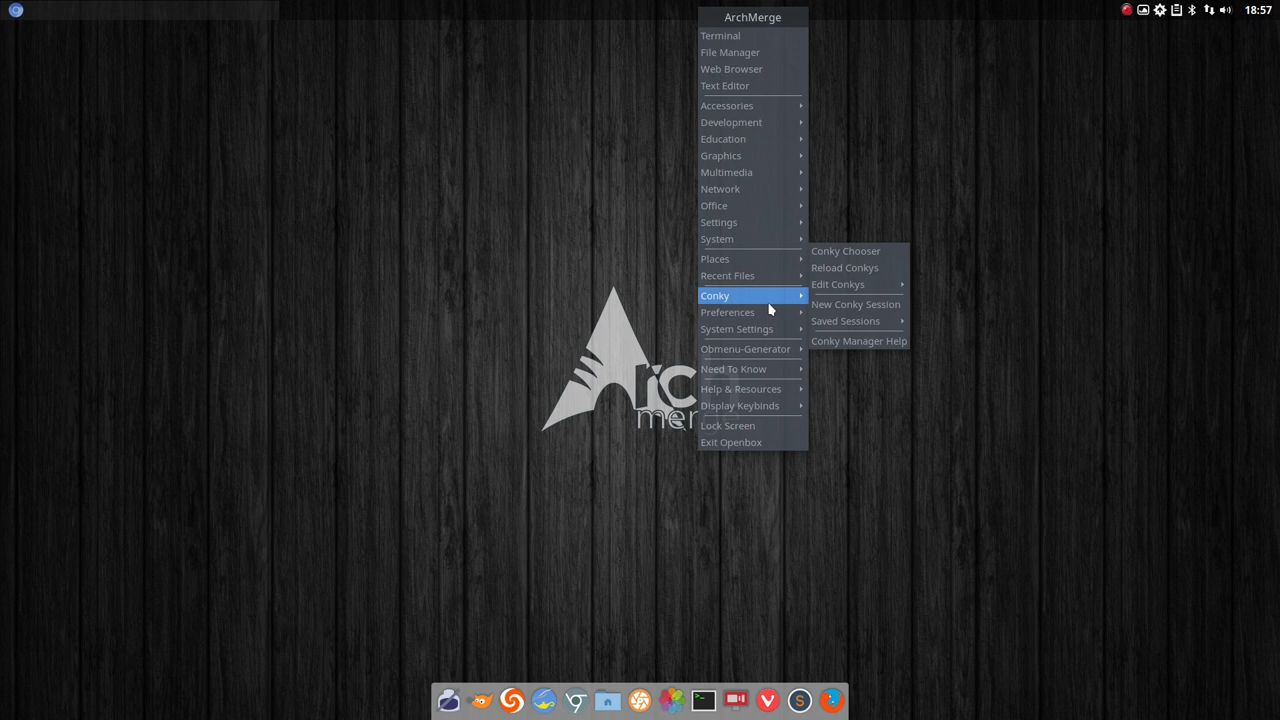 18:57
ArchMerge
Terminal
File Manager
Web Browser
Text Editor
Accessories
Development
Education
Graphics
Multimedia
Network
Office
Settings
System
Places
Recent Files
Conky
Preferences
System Settings
Obmenu-Generator
Need To Know
Help & Resources
Display Keybinds
Lock Screen
Exit Openbox
Conky Chooser
Reload Conkys
Edit Conkys
New Conky Session
Saved Sessions
Conky Manager Help